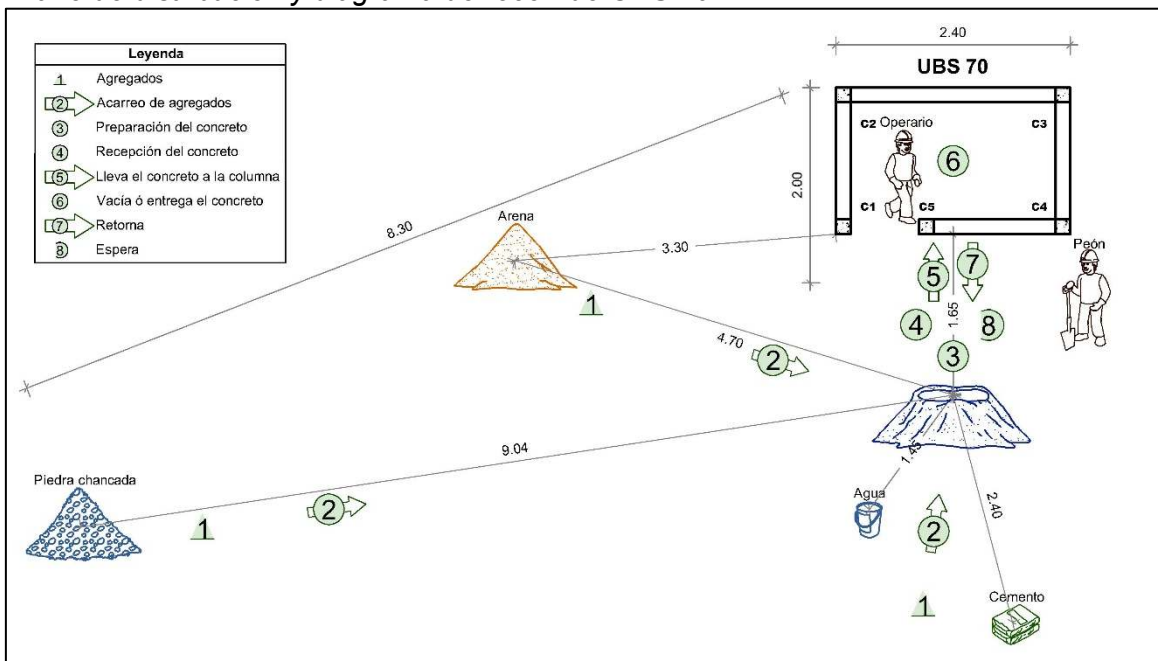 Leyenda
1 Agregados
2 Acarreo de agregados
3 Preparación del concreto
4 Recepción del concreto
5 Lleva el concreto a la columna
6 Vacía ó entrega el concreto
7 Retorna
8 Espera
2.40
UBS 70
C2 Operario
C3
6
2.00
C1
C5
C4
8.30
Arena
3.30
1
Peón
5
7
4
1.65
8
3
4.70
2
9.04
Piedra chancada
1
2
1.45
Agua
2
2.40
1
Cemento